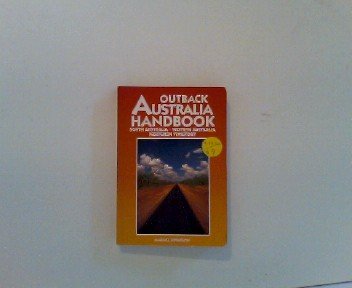 OUTBACK
AUSTRALIA
HANDBOOK
SOUTH AUSTRALIA WESTERN AUSTRALIA
NORTHERN TERRITORY